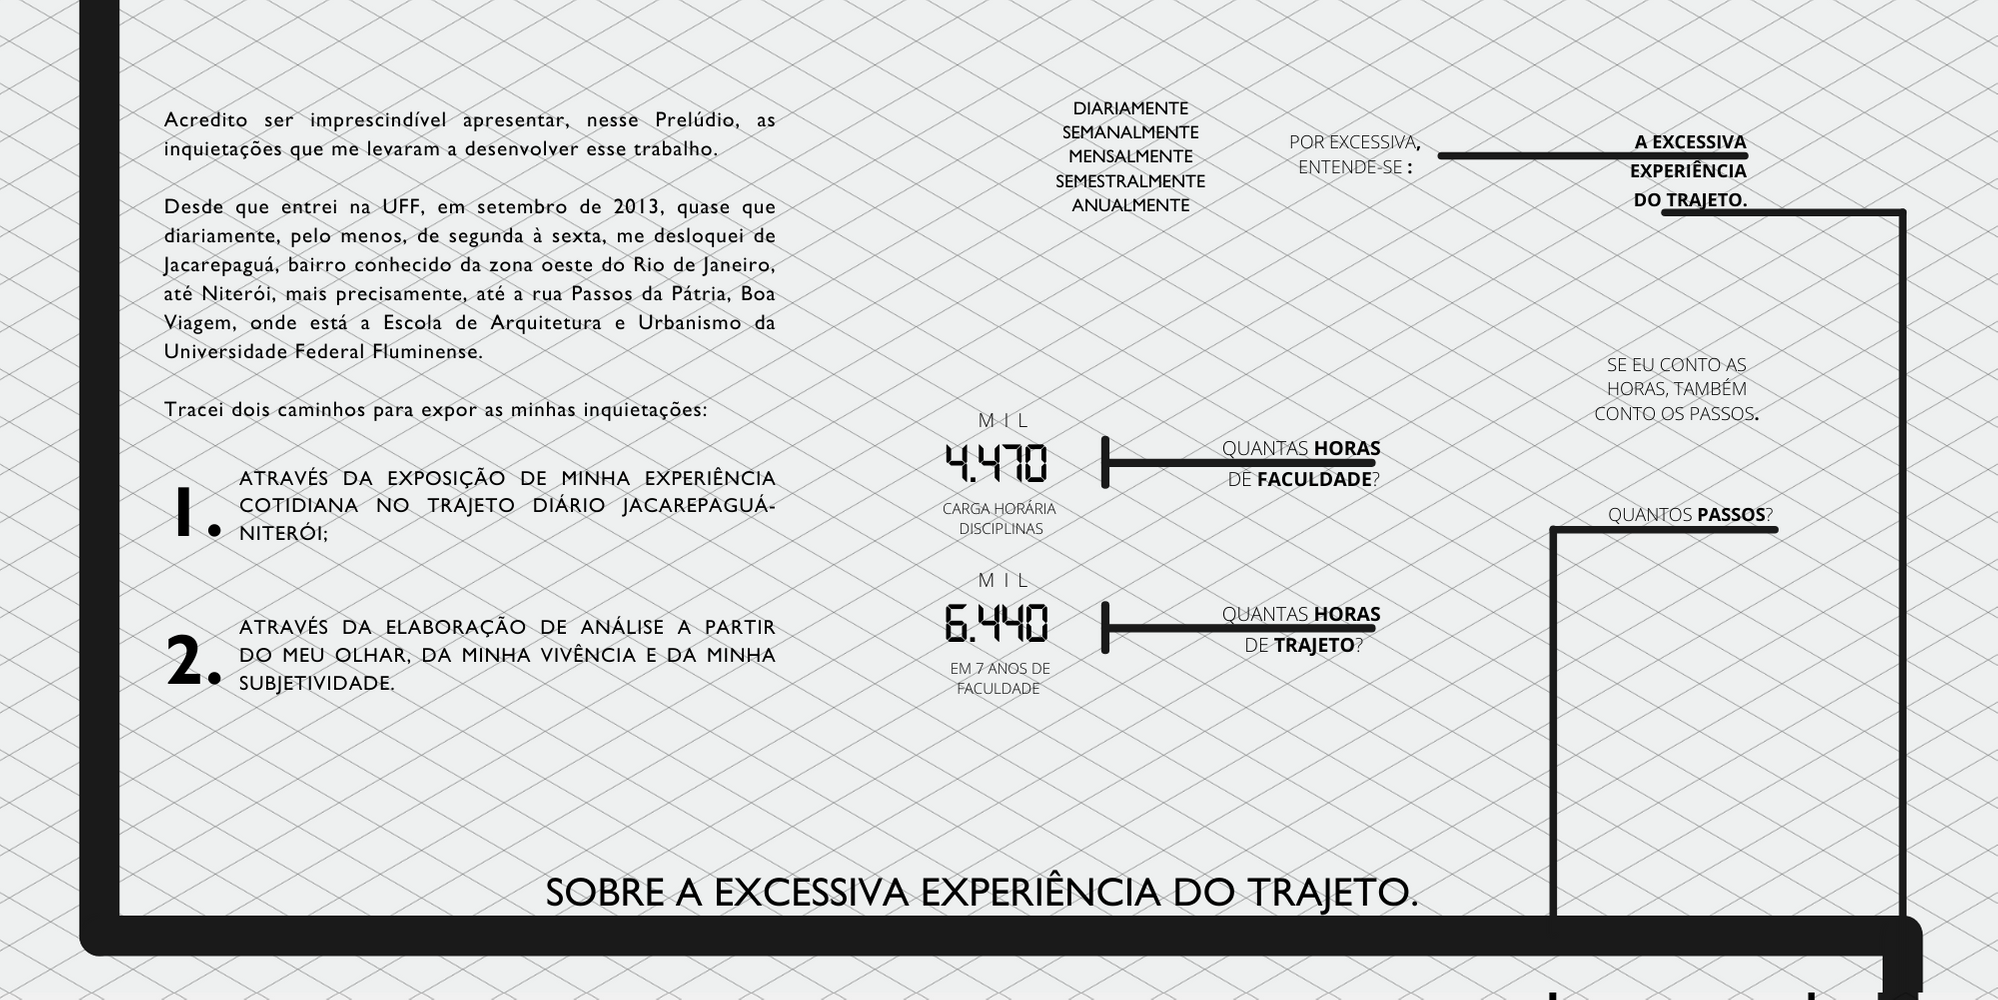 Acredito ser imprescindível apresentar, nesse Prelúdio, as
inquietações que me levaram a desenvolver esse trabalho.
Desde que entrei na UFF, em setembro de 2013, quase que
diariamente, pelo menos, de segunda à sexta, me desloquei de
Jacarepaguá, bairro conhecido da zona oeste do Rio de Janeiro,
até Niterói, mais precisamente, até a rua Passos da Pátria, Boa
Viagem, onde está a Escola de Arquitetura e Urbanismo da
Universidade Federal Fluminense.
Tracei dois caminhos para expor as minhas inquietações:
1.
ATRAVÉS DA EXPOSIÇÃO DE MINHA EXPERIÊNCIA
COTIDIANA NO TRAJETO DIÁRIO JACAREPAGUÁ-
NITERÓI;
2.
ATRAVÉS DA ELABORAÇÃO DE ANÁLISE A PARTIR
DO MEU OLHAR, DA MINHA VIVÊNCIA E DA MINHA
SUBJETIVIDADE.
DIARIAMENTE
SEMANALMENTE
MENSALMENTE
SEMESTRALMENTE
ANUALMENTE
POR EXCESSIVA,
ENTENDE-SE :
A EXCESSIVA
EXPERIÊNCIA
DO TRAJETO.
MIL
4.470
CARGA HORÁRIA
DISCIPLINAS
QUANTAS HORAS
DE FACULDADE?
MIL
6.440
EM 7 ANOS DE
FACULDADE
QUANTAS HORAS
DE TRAJETO?
SE EU CONTO AS
HORAS, TAMBÉM
CONTO OS PASSOS.
QUANTOS PASSOS?
SOBRE A EXCESSIVA EXPERIÊNCIA DO TRAJETO.